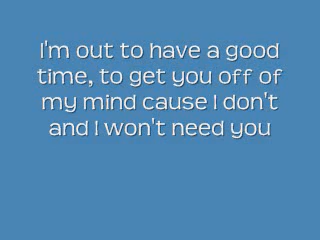 I'm out to have a good
time, to get you off of
my mind cause I don't
and I won't need you